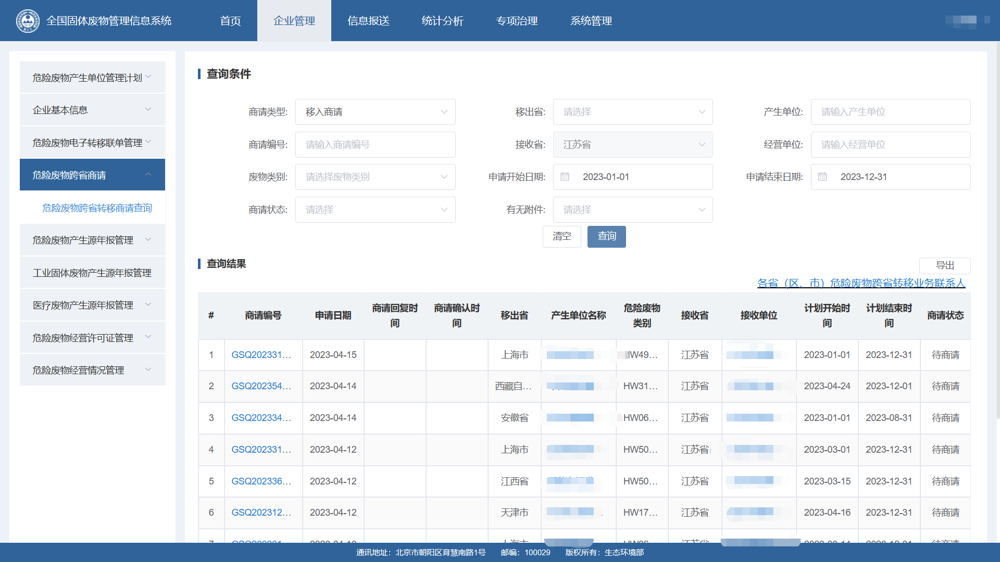 全国固体废物管理信息系统 首页 企业管理 信息报送 统计分析 专项治理 系统管理
危险废物产生单位管理计划
企业基本信息
危险废物电子转移联单管理
危险废物跨省商请
危险废物跨省转移商请查询
危险废物产生源年报管理
工业固体废物产生源年报管理
医疗废物产生源年报管理
危险废物经营许可证管理
危险废物经营情况管理
查询条件
商请类型: 移入商请 移出省: 请选择 产生单位: 请输入产生单位
商请编号: 请输入商请编号 接收省: 江苏省 经营单位: 请输入经营单位
废物类别: 请选择废物类别 申请开始日期: 2023-01-01 申请结束日期: 2023-12-31
商请状态: 请选择 有无附件: 请选择
清空 查询
查询结果
导出
各省（区、市）危险废物跨省转移业务联系人
# 商请编号 申请日期 商请回复时间 商请确认时间 移出省 产生单位名称 危险废物类别 接收省 接收单位 计划开始时间 计划结束时间 商请状态
1 GSQ202331... 2023-04-15 上海市 HW49... 江苏省 2023-01-01 2023-12-31 待商请
2 GSQ202354... 2023-04-14 西藏自... HW31... 江苏省 2023-04-24 2023-12-01 待商请
3 GSQ202334... 2023-04-14 安徽省 HW06... 江苏省 2023-01-01 2023-08-31 待商请
4 GSQ202331... 2023-04-12 上海市 HW50... 江苏省 2023-03-01 2023-12-31 待商请
5 GSQ202336... 2023-04-12 江西省 HW50... 江苏省 2023-03-15 2023-12-31 待商请
6 GSQ202312... 2023-04-12 天津市 HW17... 江苏省 2023-04-16 2023-12-31 待商请
通讯地址：北京市朝阳区育慧南路1号 邮编：100029 版权所有：生态环境部